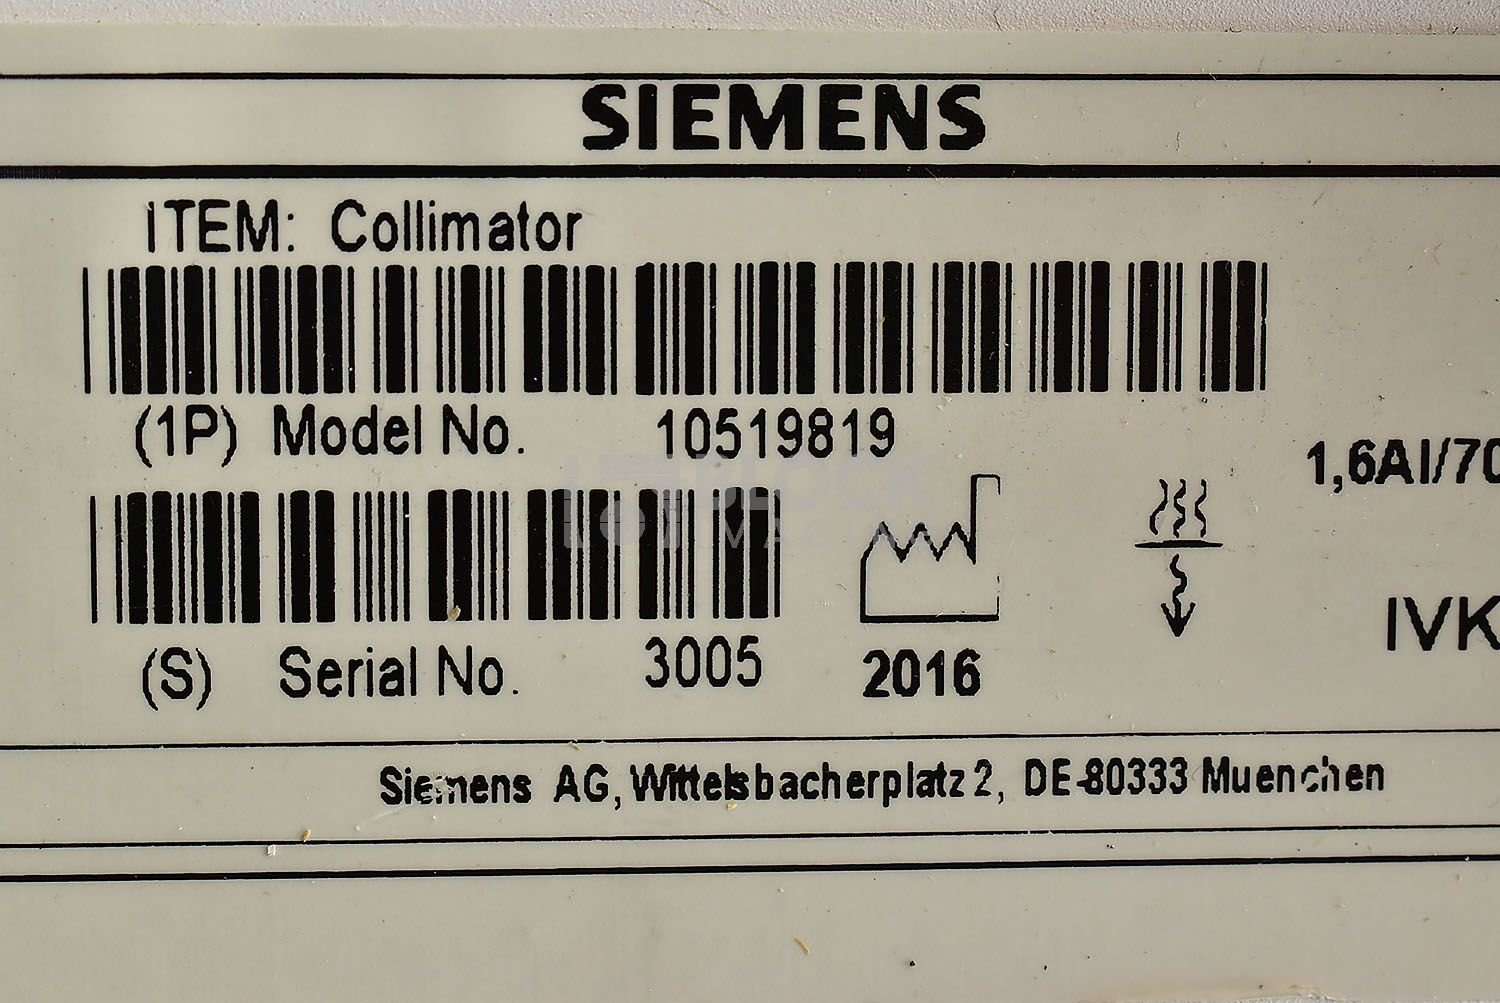 SIEMENS
ITEM: Collimator
(1P) Model No. 10519819
1,6Al/70
(S) Serial No. 3005
2016
IVK
Siemens AG, Wittelsbacherplatz 2, DE-80333 Muenchen
BLOCK